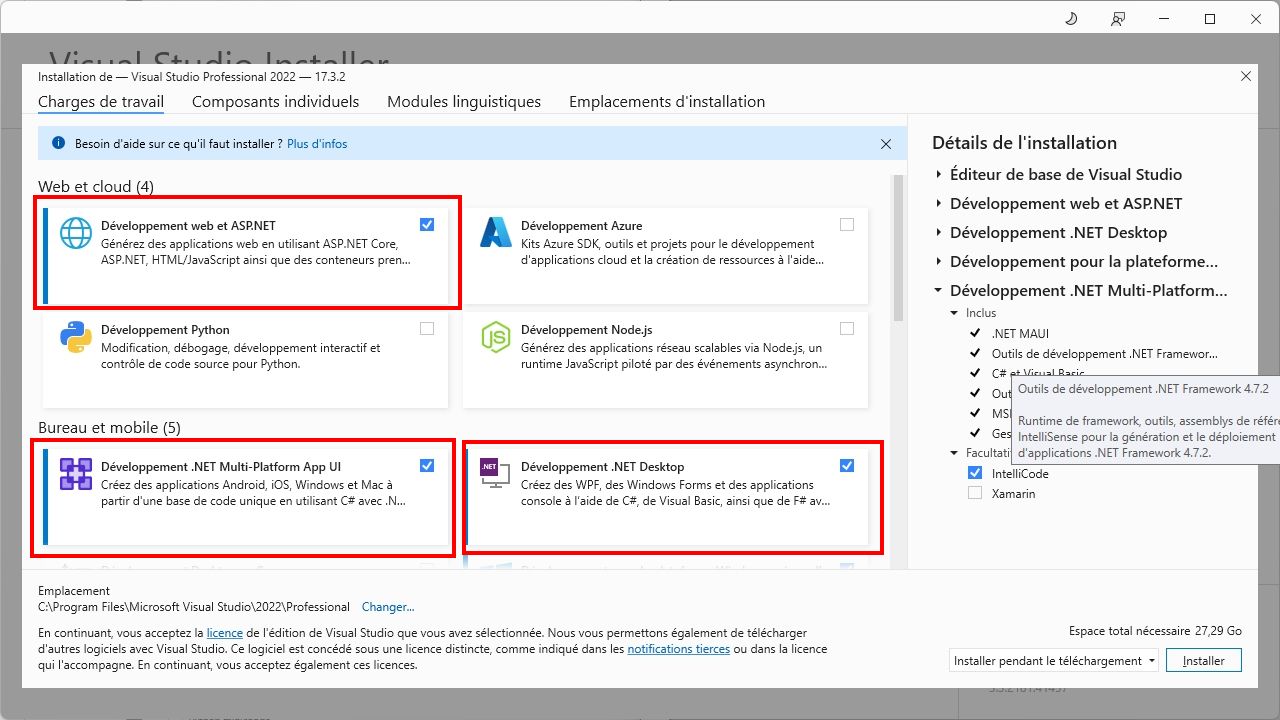 Visual Studio Installer
Installation de — Visual Studio Professional 2022 — 17.3.2
Charges de travail
Composants individuels
Modules linguistiques
Emplacements d'installation
Besoin d'aide sur ce qu'il faut installer ? Plus d'infos
Web et cloud (4)
Développement web et ASP.NET
Générez des applications web en utilisant ASP.NET Core,
ASP.NET, HTML/JavaScript ainsi que des conteneurs pren...
Développement Azure
Kits Azure SDK, outils et projets pour le développement
d'applications cloud et la création de ressources à l'aide...
Développement Python
Modification, débogage, développement interactif et
contrôle de code source pour Python.
JS
Développement Node.js
Générez des applications réseau scalables via Node.js, un
runtime JavaScript piloté par des événements asynchron...
Bureau et mobile (5)
Développement .NET Multi-Platform App UI
Créez des applications Android, iOS, Windows et Mac à
partir d'une base de code unique en utilisant C# avec .N...
.NET
Développement .NET Desktop
Créez des WPF, des Windows Forms et des applications
console à l'aide de C#, de Visual Basic, ainsi que de F# av...
Détails de l'installation
Éditeur de base de Visual Studio
Développement web et ASP.NET
Développement .NET Desktop
Développement pour la plateforme...
Développement .NET Multi-Platform...
Inclus
.NET MAUI
Outils de développement .NET Framewor...
C# et Visual Basic
Out
MSI
Ges
Facultati
Outils de développement .NET Framework 4.7.2
Runtime de framework, outils, assemblys de référe
IntelliSense pour la génération et le déploiement
d'applications .NET Framework 4.7.2.
IntelliCode
Xamarin
Emplacement
C:\Program Files\Microsoft Visual Studio\2022\Professional Changer...
En continuant, vous acceptez la licence de l'édition de Visual Studio que vous avez sélectionnée. Nous vous permettons également de télécharger
d'autres logiciels avec Visual Studio. Ce logiciel est concédé sous une licence distincte, comme indiqué dans les notifications tierces ou dans la licence
qui l'accompagne. En continuant, vous acceptez également ces licences.
Espace total nécessaire 27,29 Go
Installer pendant le téléchargement
Installer